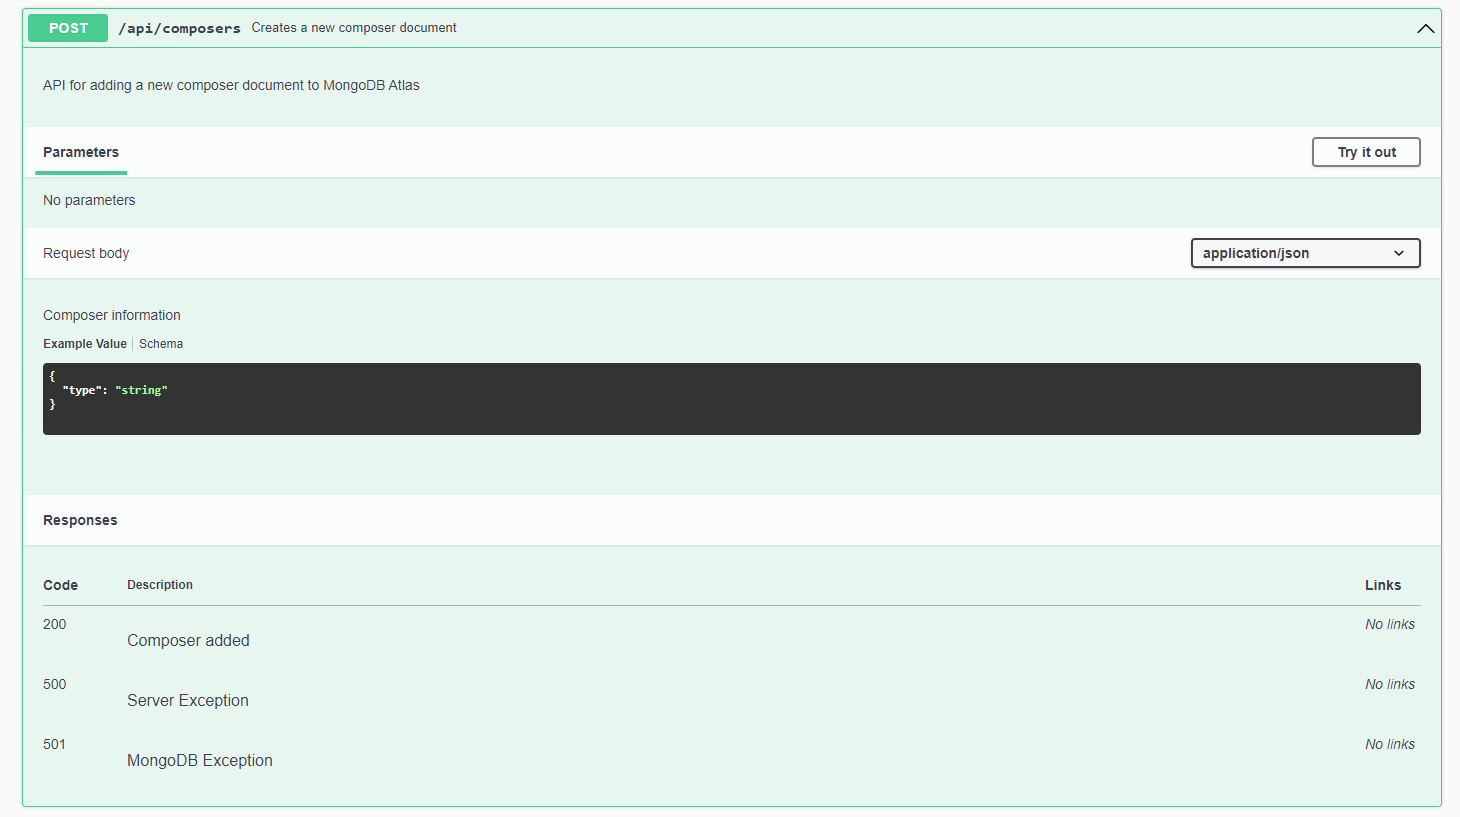 POST /api/composers Creates a new composer document
API for adding a new composer document to MongoDB Atlas
Parameters Try it out
No parameters
Request body application/json
Composer information
Example Value Schema
{
"type": "string"
}
Responses
Code Description Links
200 No links
Composer added
500 No links
Server Exception
501 No links
MongoDB Exception